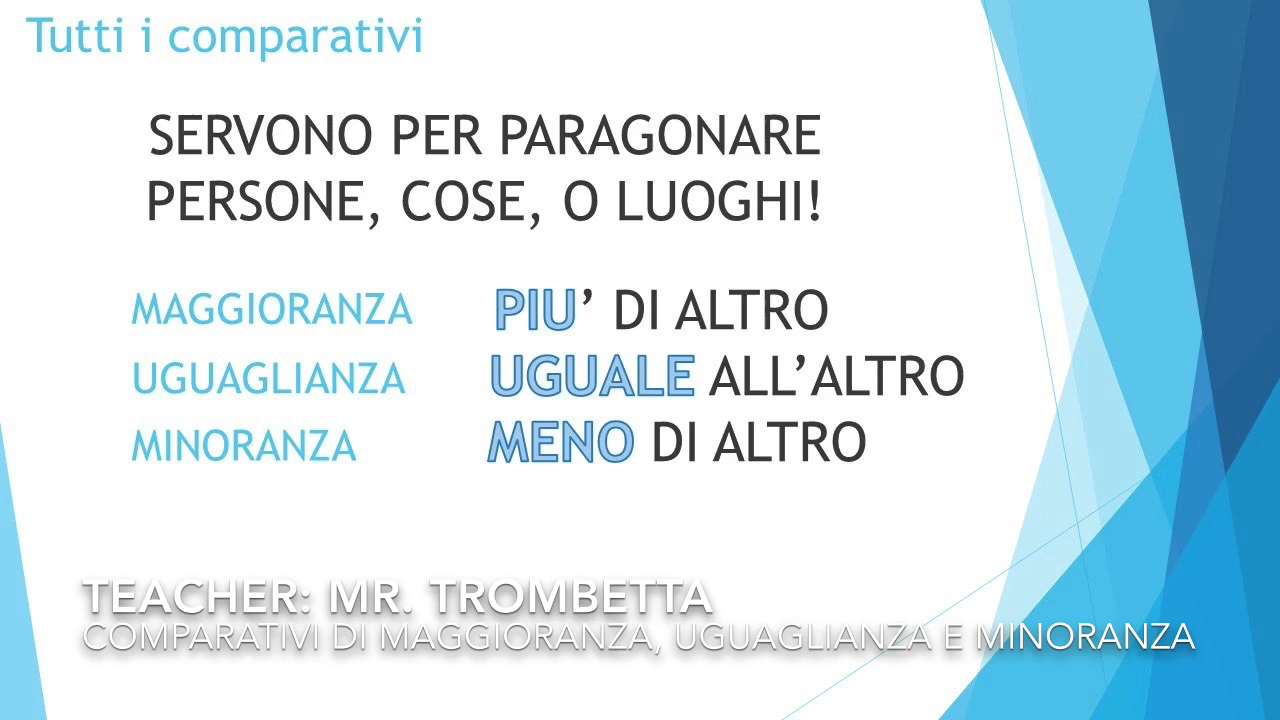 Tutti i comparativi
SERVONO PER PARAGONARE
PERSONE, COSE, O LUOGHI!
MAGGIORANZA PIU’ DI ALTRO
UGUAGLIANZA UGUALE ALL’ALTRO
MINORANZA MENO DI ALTRO
TEACHER: MR. TROMBETTA
COMPARATIVI DI MAGGIORANZA, UGUAGLIANZA E MINORANZA